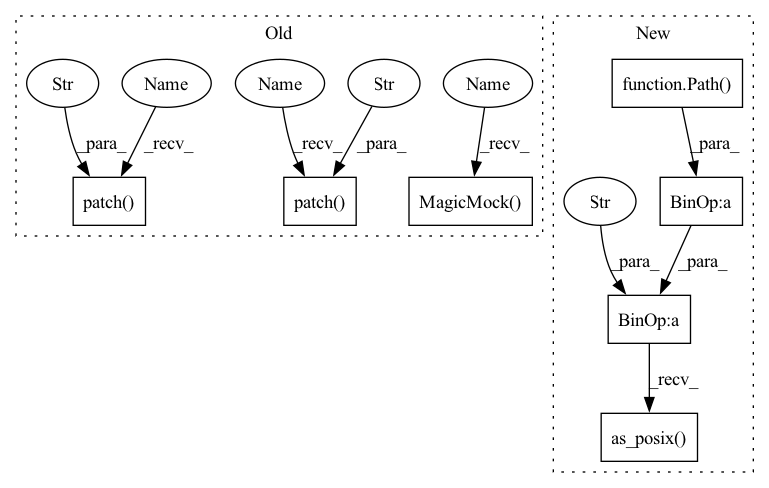 Old
New
Str
Name
Name
Str
Name
function.Path()
_para_
_recv_
_recv_
_para_
_recv_
_para_
patch()
patch()
MagicMock()
Str
BinOp:a
_para_
_para_
BinOp:a
_recv_
as_posix()